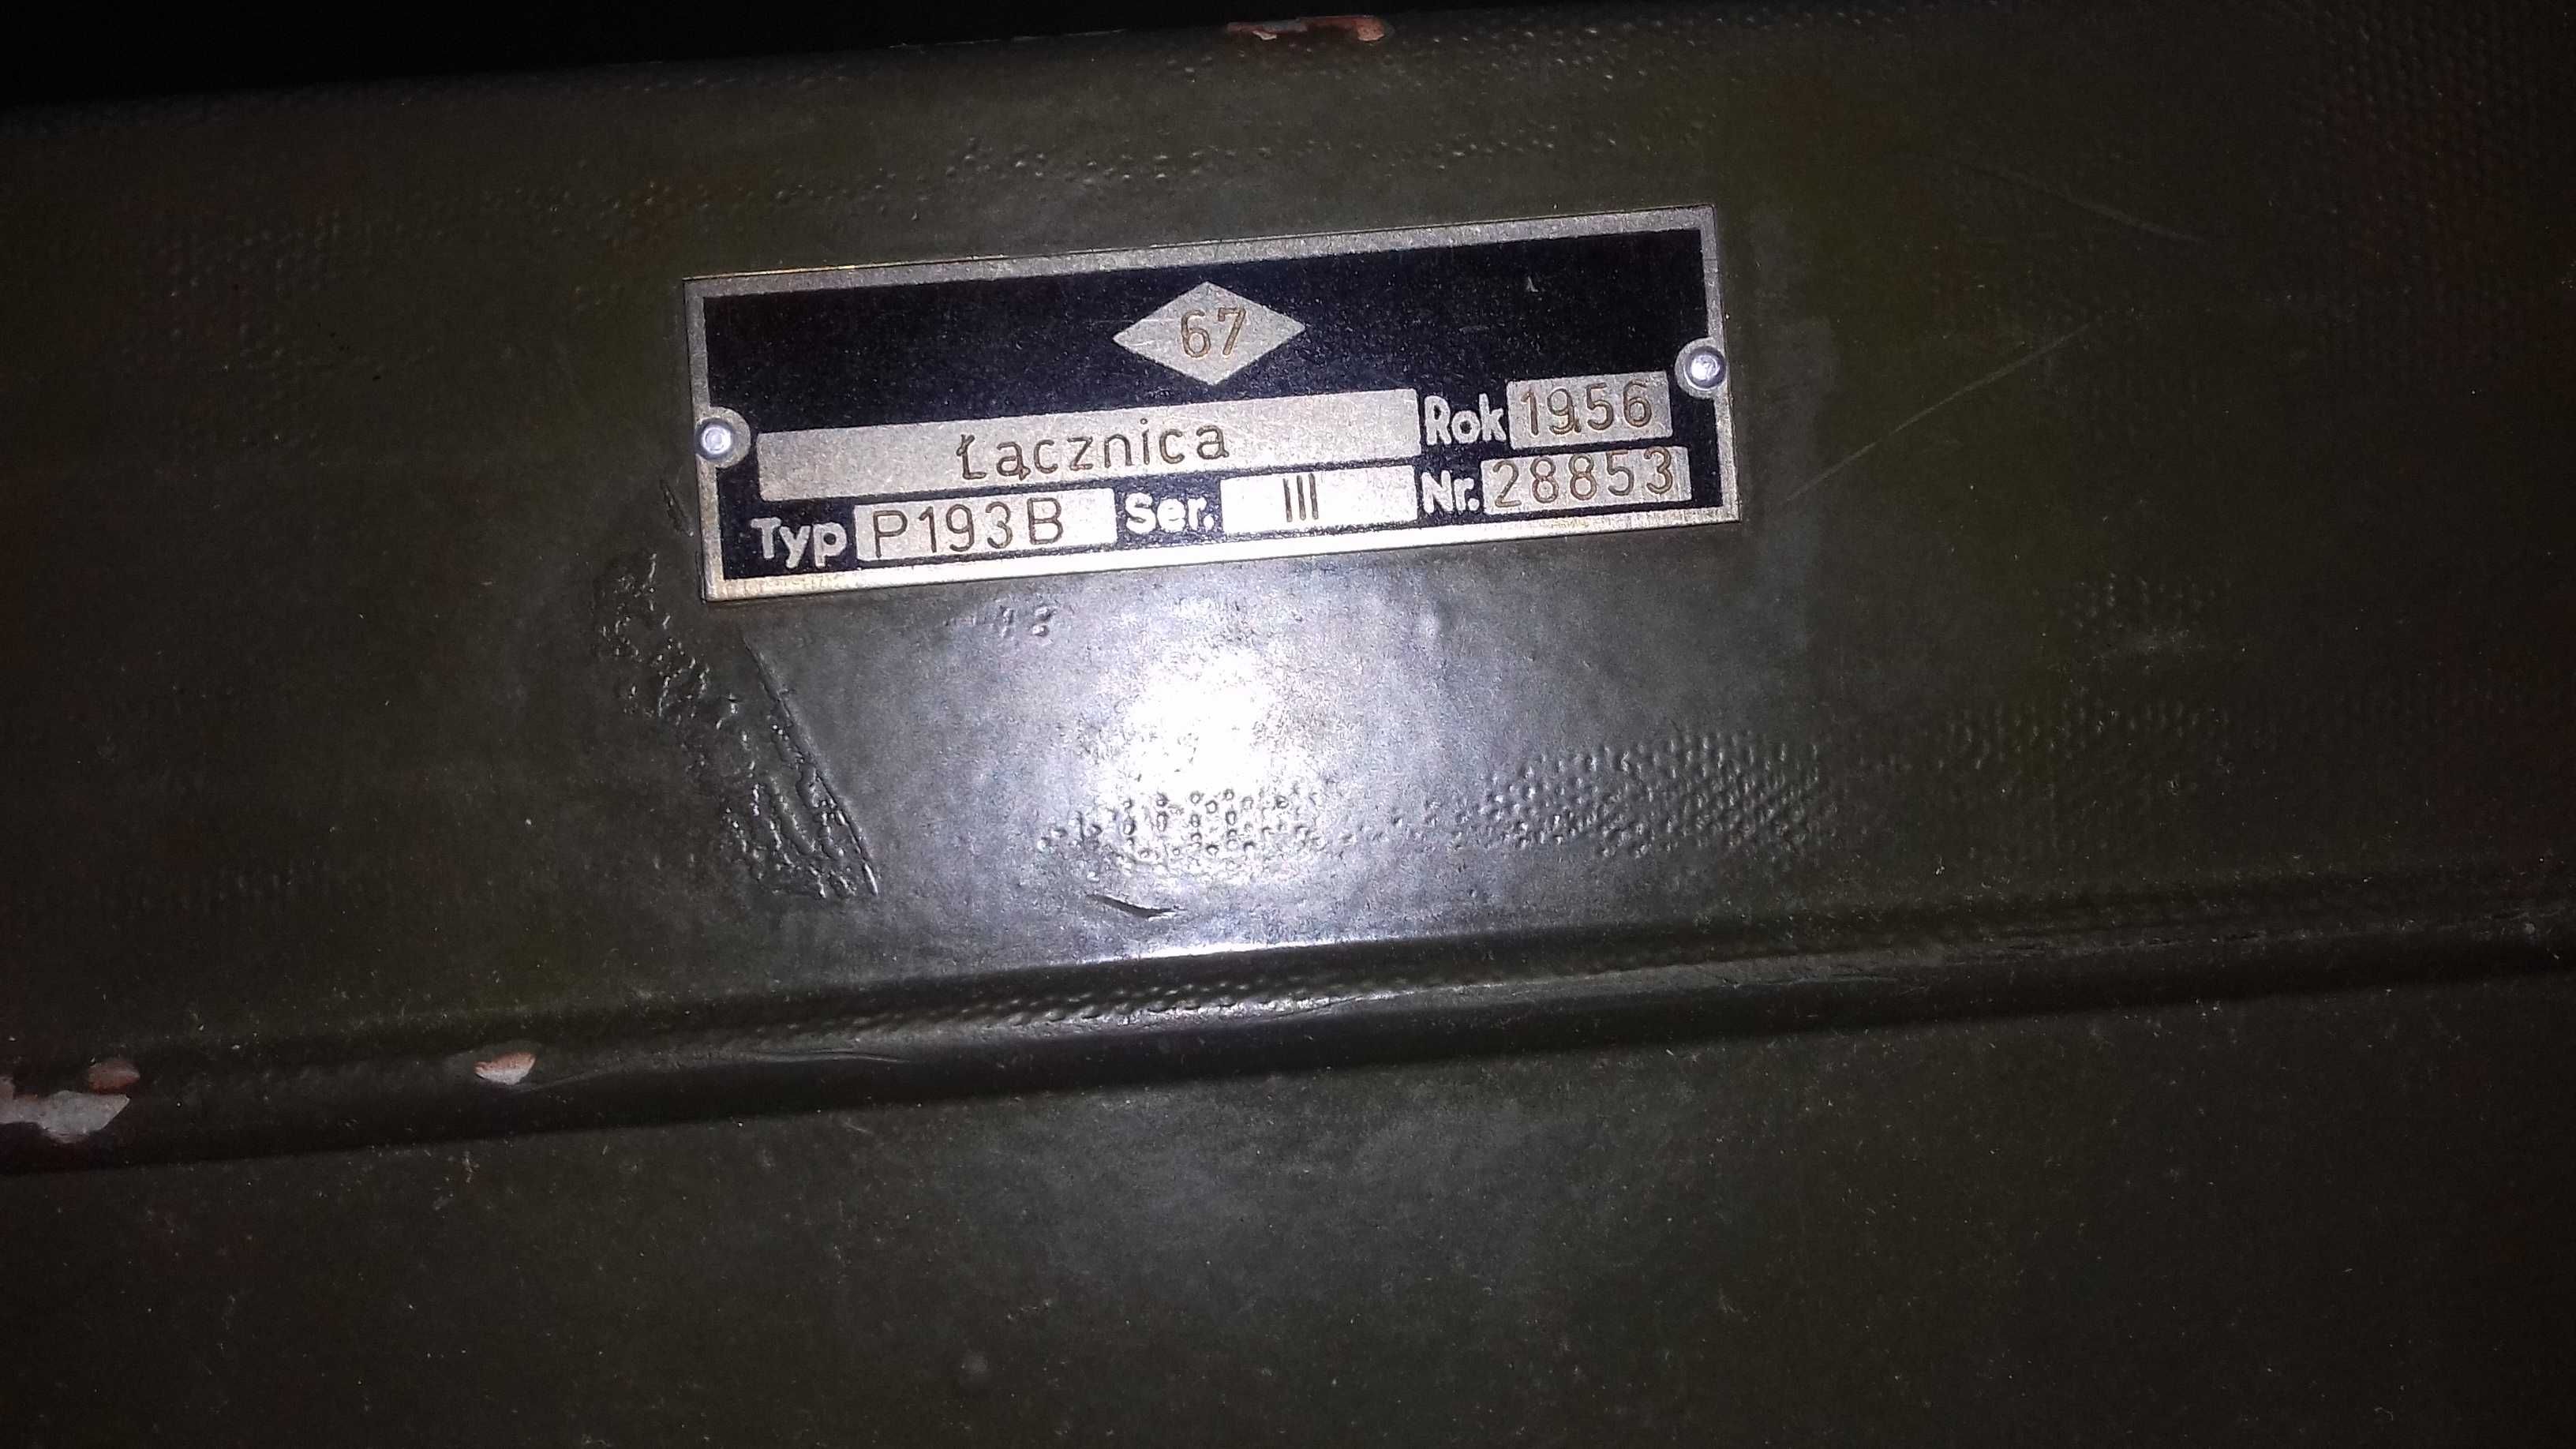 67
Łącznica Rok 1956
Typ P193B Ser. III Nr. 28853